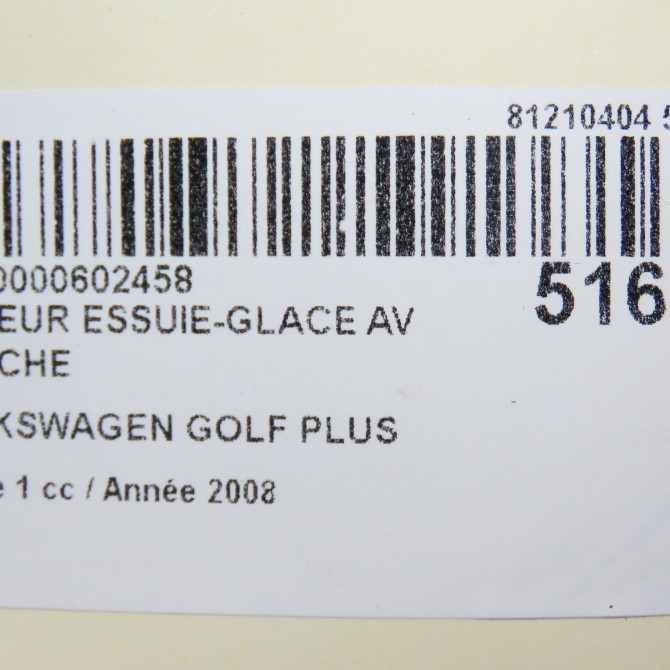 81210404 5
0000602458
516
EUR ESSUIE-GLACE AV
CHE
KSWAGEN GOLF PLUS
e 1 cc / Année 2008